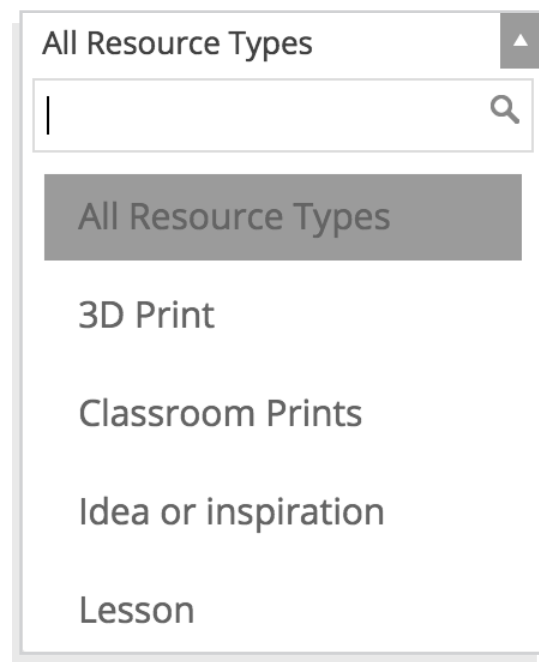 All Resource Types
All Resource Types
3D Print
Classroom Prints
Idea or inspiration
Lesson